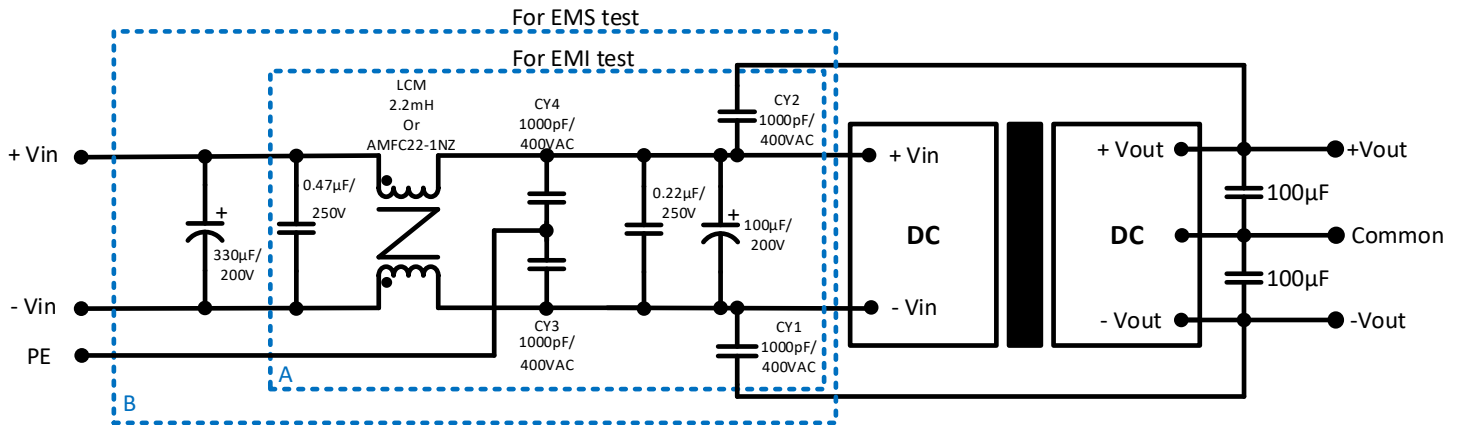 For EMS test
For EMI test
LCM
2.2mH
Or
AMFC22-1NZ
CY4
1000pF/
400VAC
CY2
1000pF/
400VAC
+ Vin
0.47µF/
250V
0.22µF/
250V
+
330µF/
200V
+
100µF/
200V
+ Vin
DC
- Vin
+ Vout
DC
- Vout
+Vout
100µF
Common
100µF
-Vout
- Vin
PE
CY3
1000pF/
400VAC
CY1
1000pF/
400VAC
A
B